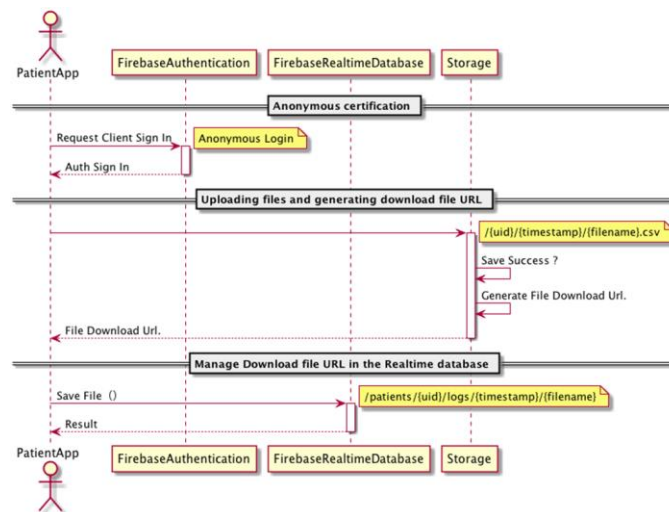 PatientApp
FirebaseAuthentication
FirebaseRealtimeDatabase
Storage
Anonymous certification
Request Client Sign In
Anonymous Login
Auth Sign In
Uploading files and generating download file URL
/{uid}/{timestamp}/{filename}.csv
Save Success ?
Generate File Download Url.
File Download Url.
Manage Download file URL in the Realtime database
Save File ()
/patients/{uid}/logs/{timestamp}/{filename}
Result
PatientApp
FirebaseAuthentication
FirebaseRealtimeDatabase
Storage